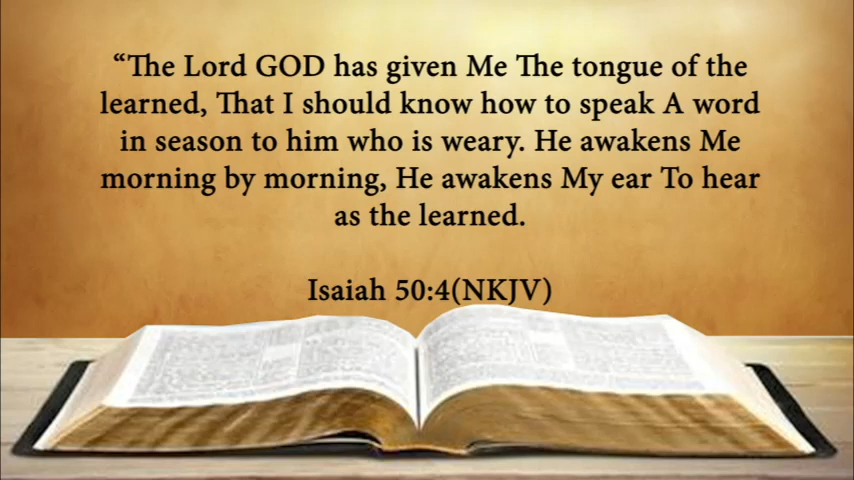 “The Lord GOD has given Me The tongue of the
learned, That I should know how to speak A word
in season to him who is weary. He awakens Me
morning by morning, He awakens My ear To hear
as the learned.
Isaiah 50:4(NKJV)